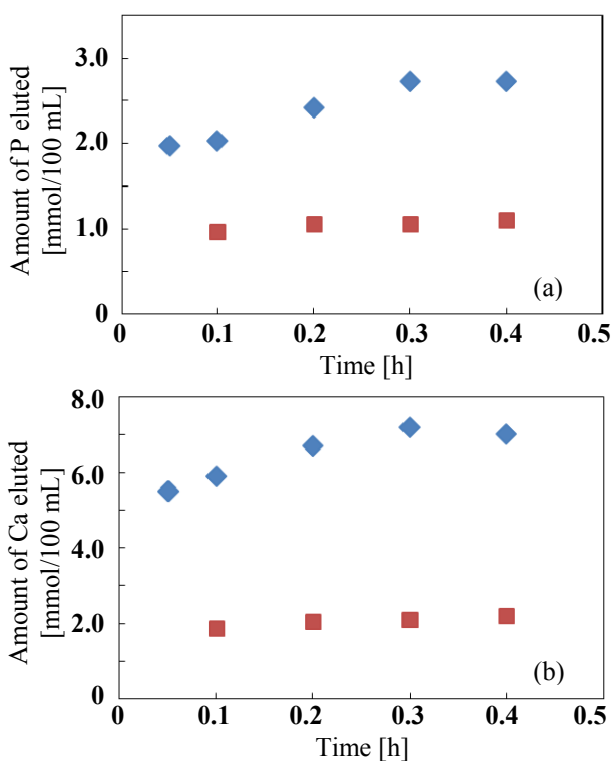 Amount of P eluted
[mmol/100 mL]
3.0
2.0
1.0
0
0 0.1 0.2 0.3 0.4 0.5
Time [h]
(a)
Amount of Ca eluted
[mmol/100 mL]
8.0
6.0
4.0
2.0
0
0 0.1 0.2 0.3 0.4 0.5
Time [h]
(b)